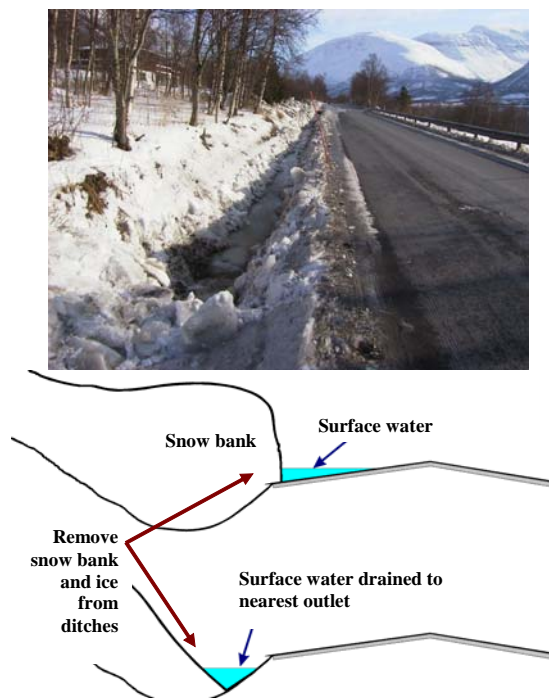 Snow bank
Surface water
Remove
snow bank
and ice
from
ditches
Surface water drained to
nearest outlet